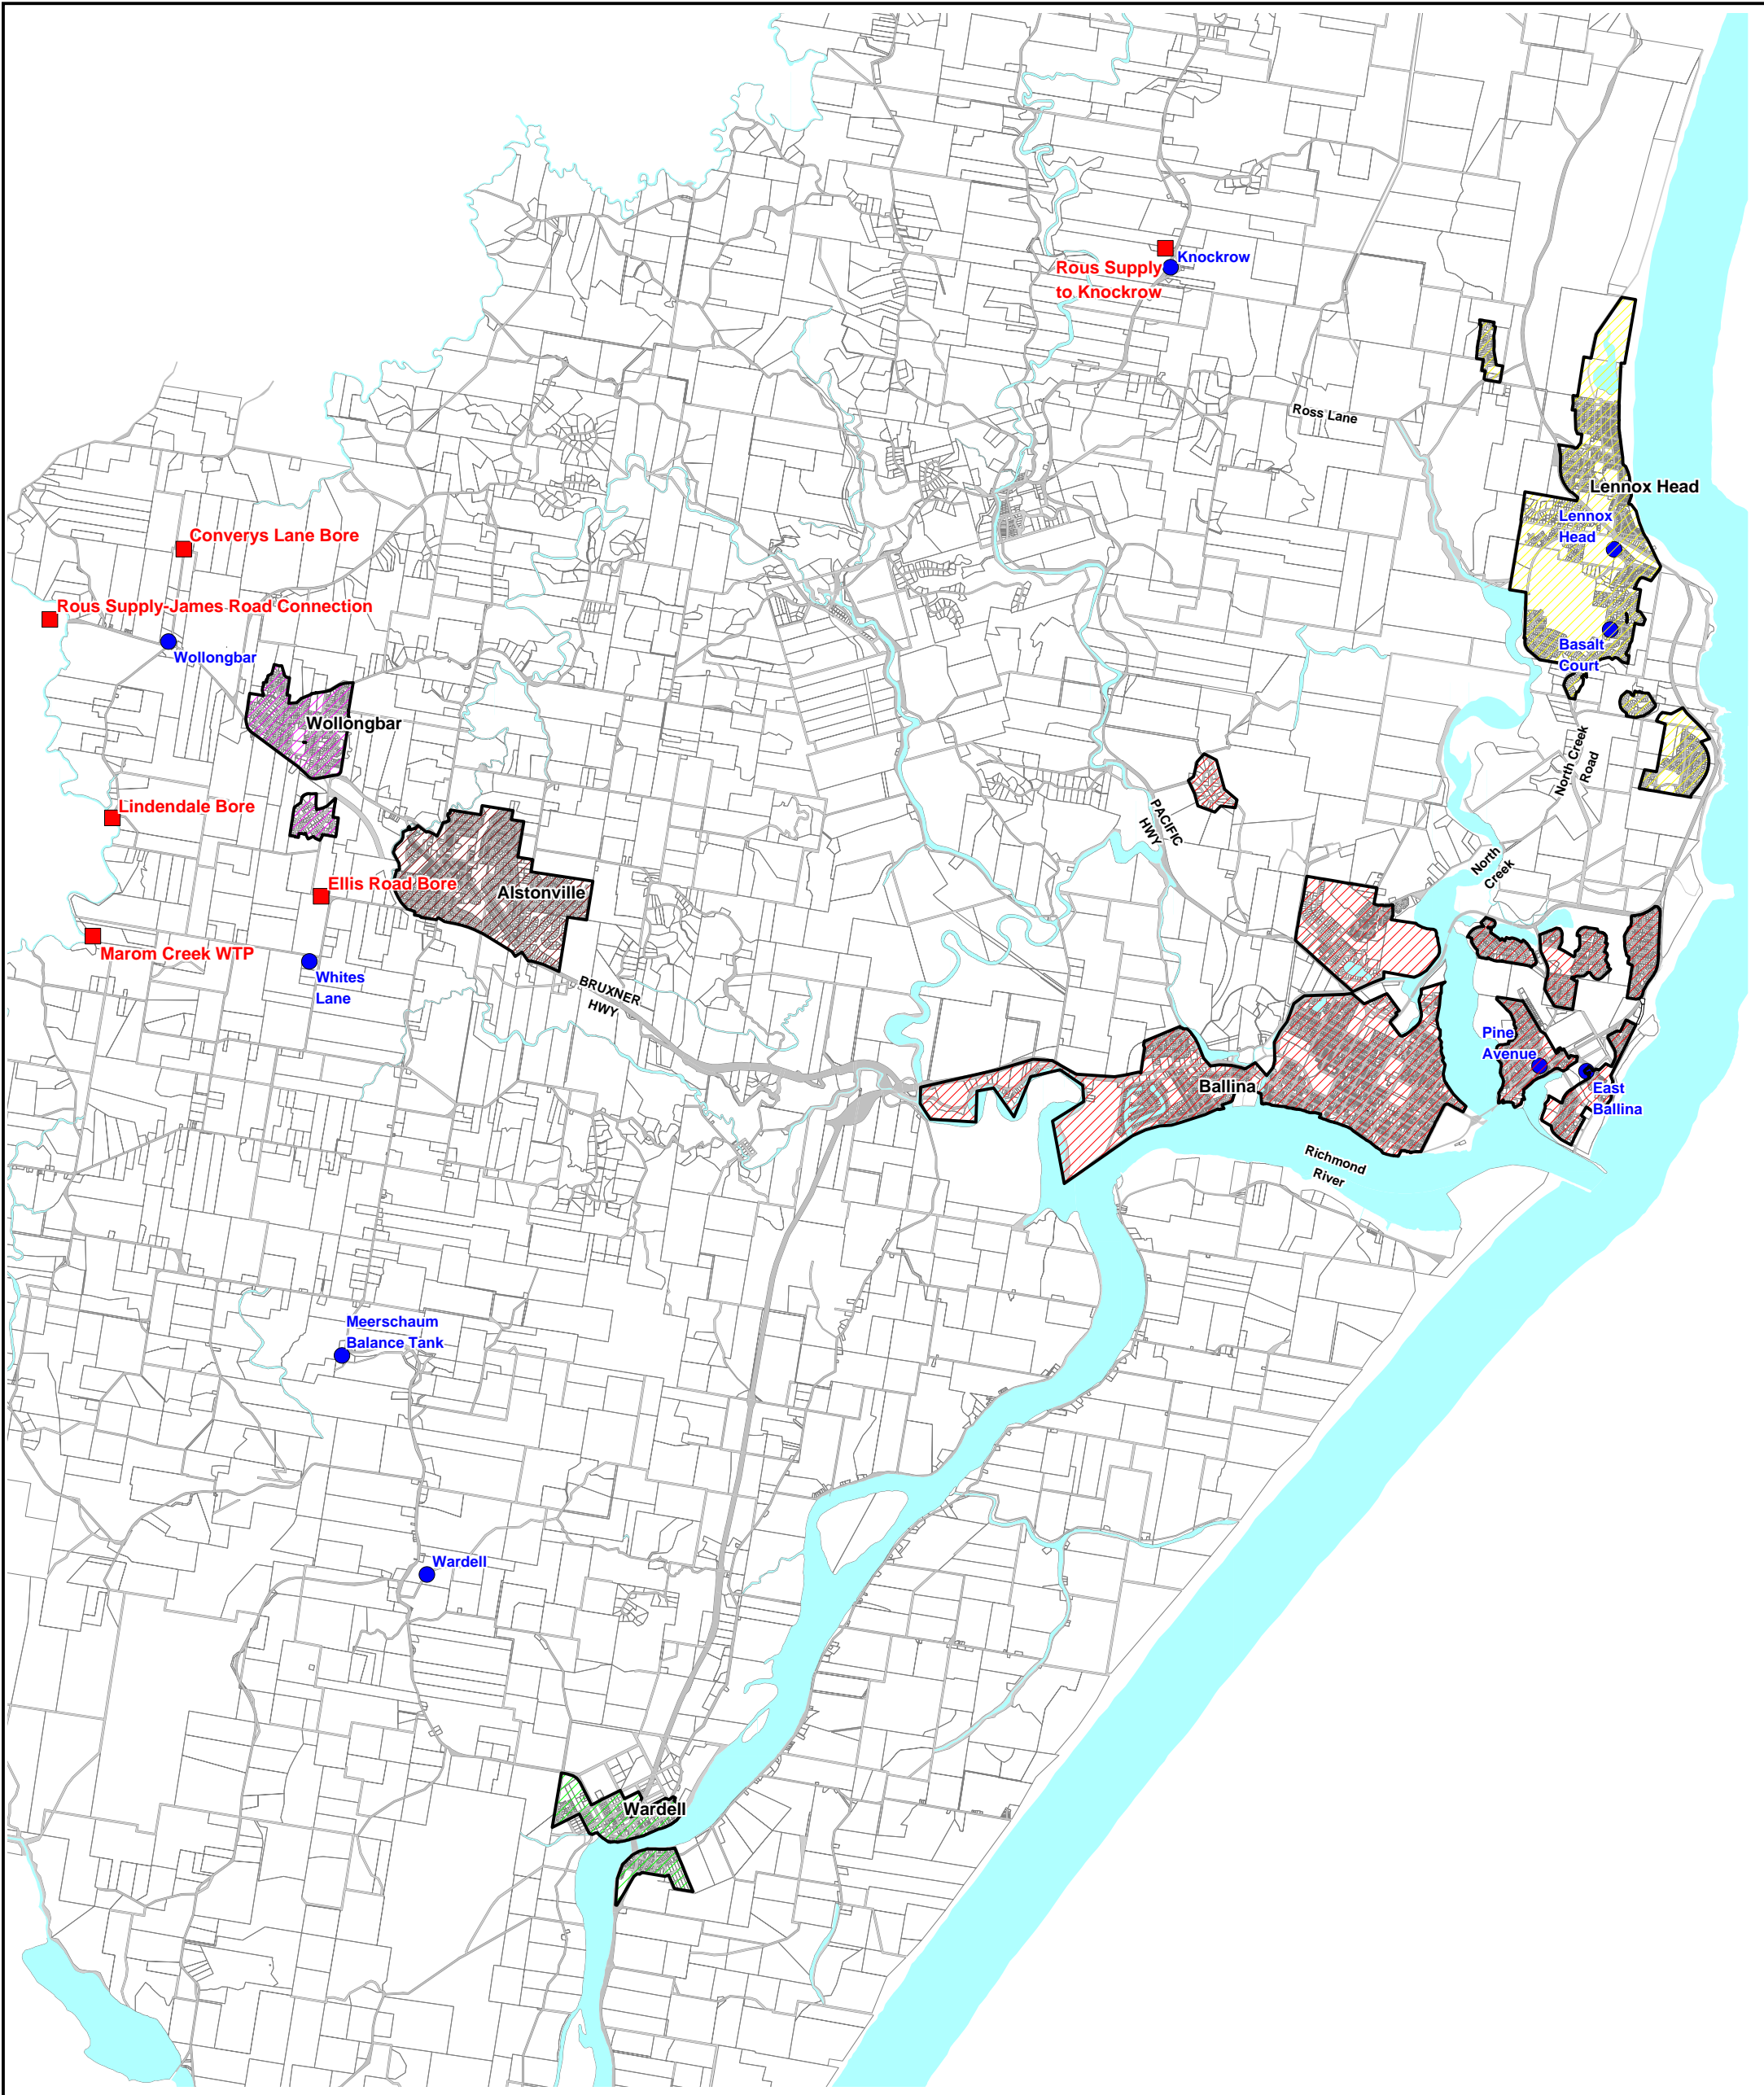 Knockrow
Rous Supply
to Knockrow
Ross Lane
Lennox Head
Lennox
Head
Converys Lane Bore
Rous Supply-James Road Connection
Wollongbar
Basalt
Court
Wollongbar
North Creek
Road
Lindendale Bore
PACIFIC
HWY
North
Creek
Ellis Road Bore
Alstonville
Marom Creek WTP
Whites
Lane
BRUXNER
HWY
Pine
Avenue
Ballina
East
Ballina
Richmond
River
Meerschaum
Balance Tank
Wardell
Wardell